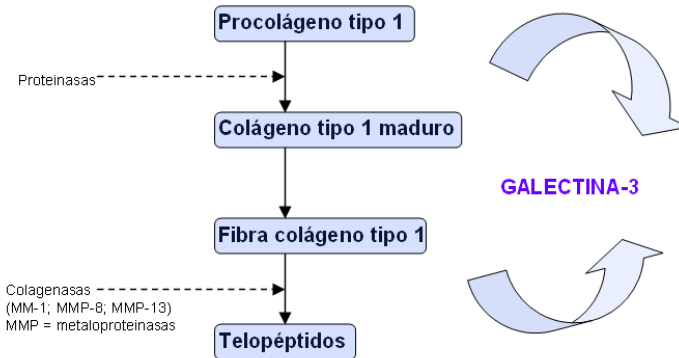 Procolágeno tipo 1
Proteinasas
Colágeno tipo 1 maduro
GALECTINA-3
Fibra colágeno tipo 1
Colagenasas
(MM-1; MMP-8; MMP-13)
MMP = metaloproteinasas
Telopéptidos